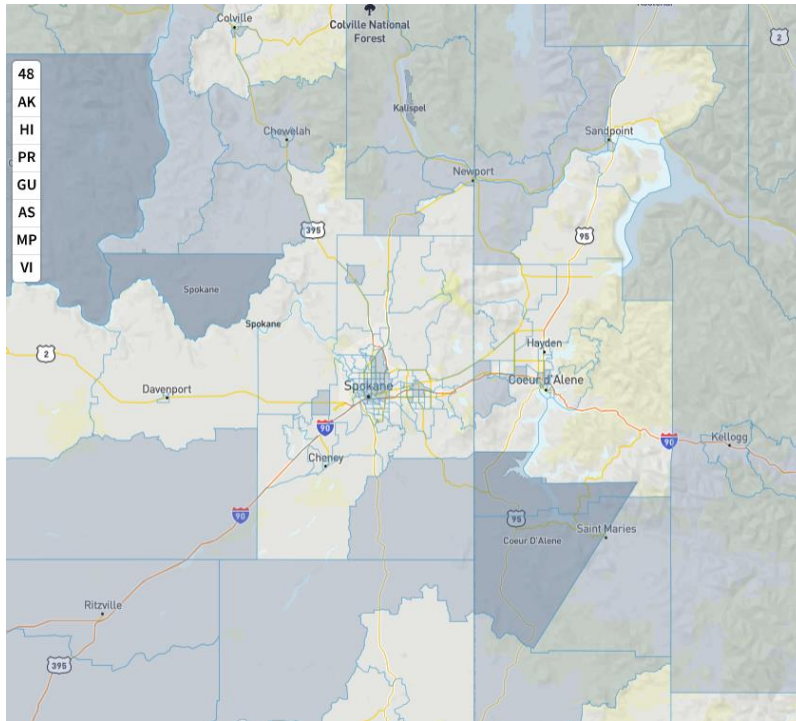 Colville
Colville National
Forest
2
48
AK
HI
PR
GU
AS
MP
VI
Kalispel
Chewelah
Sandpoint
Newport
395
95
Spokane
Spokane
2
Hayden
Davenport
Spokane
Coeur d'Alene
90
90
Kellogg
Cheney
90
95
Saint Maries
Coeur D'Alene
Ritzville
395